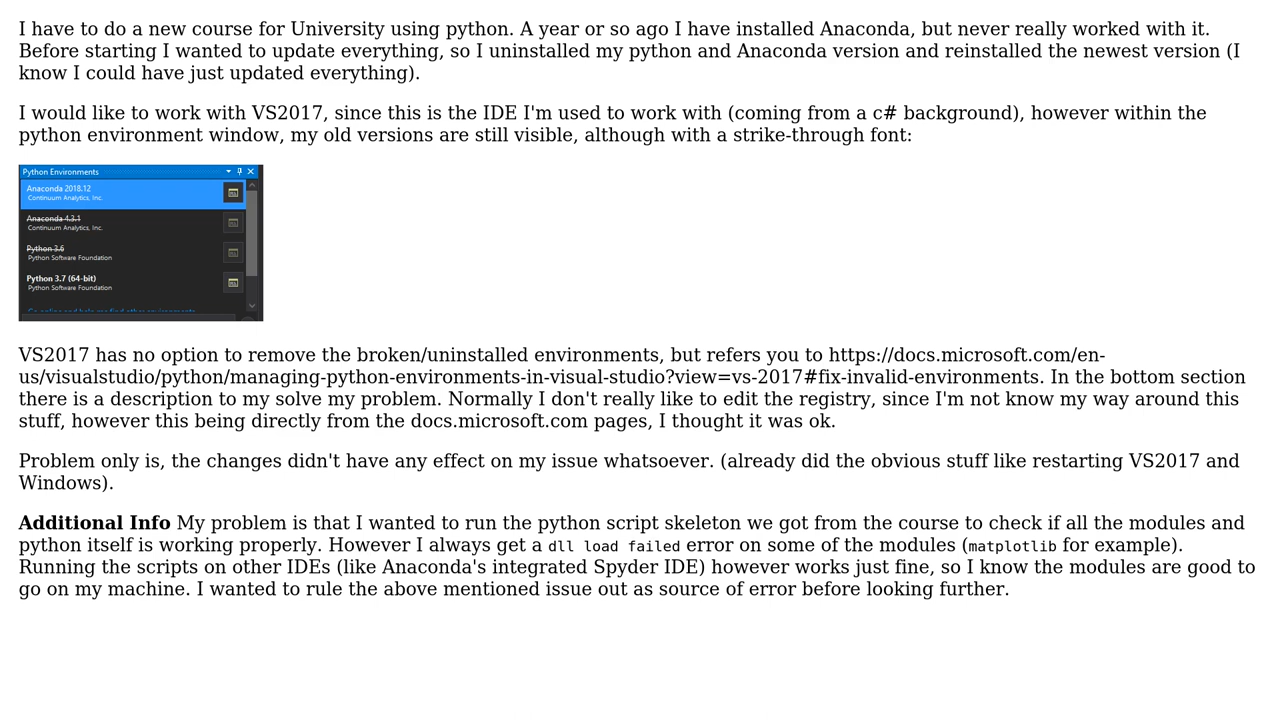 I have to do a new course for University using python. A year or so ago I have installed Anaconda, but never really worked with it.
Before starting I wanted to update everything, so I uninstalled my python and Anaconda version and reinstalled the newest version (I
know I could have just updated everything).
I would like to work with VS2017, since this is the IDE I'm used to work with (coming from a c# background), however within the
python environment window, my old versions are still visible, although with a strike-through font:
Python Environments
Anaconda 2018.12
Continuum Analytics, Inc.
Anaconda 4.3.1
Continuum Analytics, Inc.
Python 3.6
Python Software Foundation
Python 3.7 (64-bit)
Python Software Foundation
VS2017 has no option to remove the broken/uninstalled environments, but refers you to https://docs.microsoft.com/en-
us/visualstudio/python/managing-python-environments-in-visual-studio?view=vs-2017#fix-invalid-environments. In the bottom section
there is a description to my solve my problem. Normally I don't really like to edit the registry, since I'm not know my way around this
stuff, however this being directly from the docs.microsoft.com pages, I thought it was ok.
Problem only is, the changes didn't have any effect on my issue whatsoever. (already did the obvious stuff like restarting VS2017 and
Windows).
Additional Info My problem is that I wanted to run the python script skeleton we got from the course to check if all the modules and
python itself is working properly. However I always get a dll load failed error on some of the modules (matplotlib for example).
Running the scripts on other IDEs (like Anaconda's integrated Spyder IDE) however works just fine, so I know the modules are good to
go on my machine. I wanted to rule the above mentioned issue out as source of error before looking further.